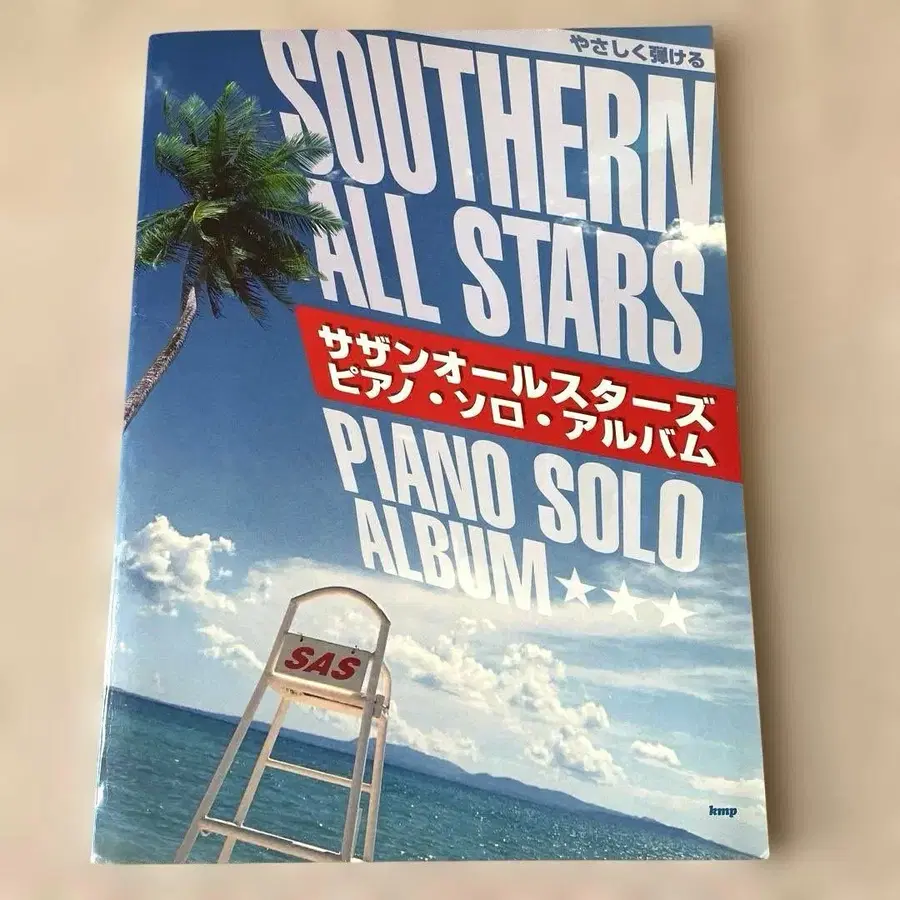 やさしく弾ける
SOUTHERN
ALL STARS
サザンオールスターズ
ピアノ・ソロ・アルバム
PIANO SOLO
ALBUM★★★
SAS
kmp